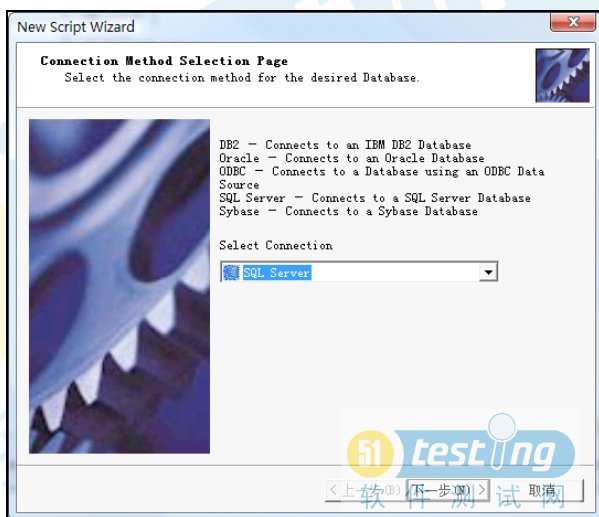 New Script Wizard
Connection Method Selection Page
Select the connection method for the desired Database.
DB2 - Connects to an IBM DB2 Database
Oracle - Connects to an Oracle Database
ODBC - Connects to a Database using an ODBC Data
Source
SQL Server - Connects to a SQL Server Database
Sybase - Connects to a Sybase Database
Select Connection
SQL Server
51 testing
软件测试网
<上一步(B) 下一步(N) > 取消